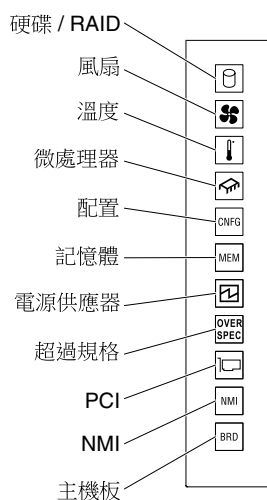 硬碟 / RAID
風扇
溫度
微處理器
配置
CNFG
記憶體
MEM
電源供應器
超過規格
OVER
SPEC
PCI
NMI
NMI
主機板
BRD